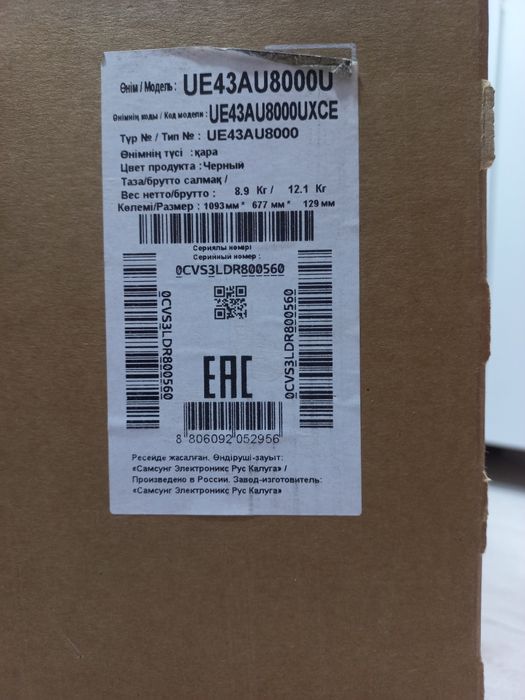 Өнім / Модель : UE43AU8000U
Өнімнің коды / Код модели : UE43AU8000UXCE
Түр № / Тип № : UE43AU8000
Өнімнің түсі :қара
Цвет продукта :Черный
Таза/брутто салмақ /
Вес нетто/брутто : 8.9 Кг / 12.1 Кг
Көлемі/Размер : 1093мм * 677 мм * 129 мм
Сериялы нөмірі
Серийный номер :
0CVS3LDR800560
0CVS3LDR800560
0CVS3LDR800560
EAC
8 806092 052956
Ресейде жасалған. Өндіруші-зауыт:
«Самсунг Электроникс Рус Калуга» /
Произведено в России. Завод-изготовитель:
«Самсунг Электроникс Рус Калуга»